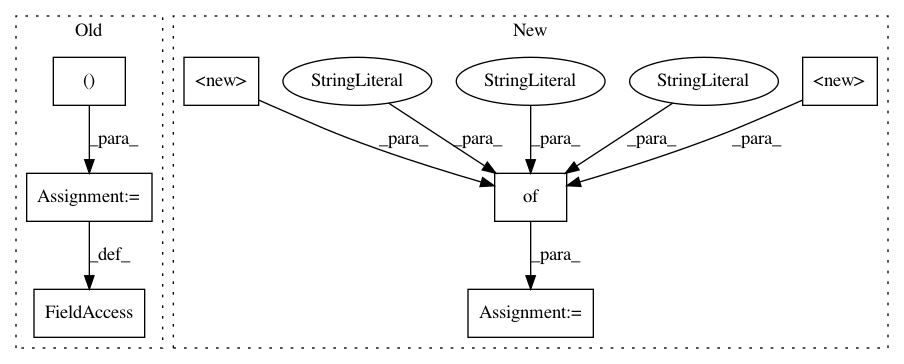 Old
New
()
<new>
StringLiteral
StringLiteral
StringLiteral
<new>
_para_
_para_
_para_
_para_
_para_
_para_
Assignment:=
of
_def_
_para_
FieldAccess
Assignment:=